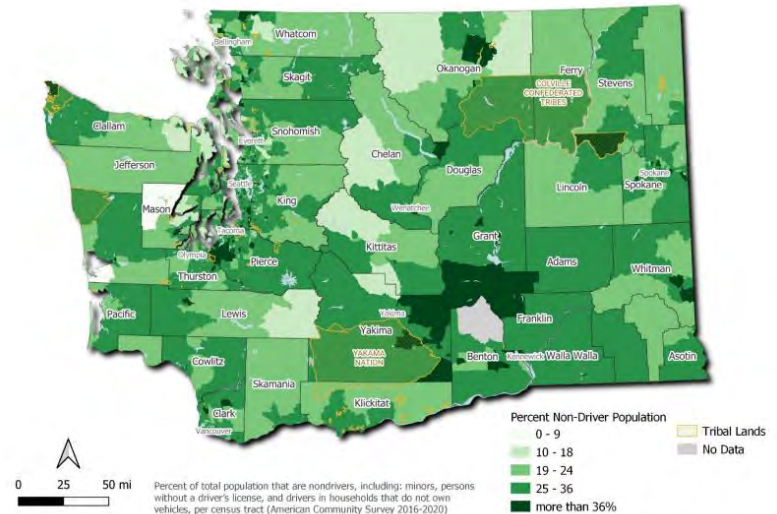 Whatcom
Bellingham
Okanogan
Ferry
Stevens
Skagit
COLVILLE
CONFEDERATED
TRIBES
Clallam
Snohomish
Everett
Chelan
Douglas
Jefferson
Seattle
Spokane
Lincoln
Spokane
Mason
King
Wenatchee
Tacoma
Grant
Kittitas
Olympia
Pierce
Adams
Whitman
Thurston
Pacific
Lewis
Yakima
Franklin
Yakima
YAKAMA
NATION
Benton
Kennewick
Walla Walla
Asotin
Cowlitz
Skamania
Klickitat
Clark
Vancouver
Percent Non-Driver Population
0 - 9
10 - 18
19 - 24
25 - 36
more than 36%
Tribal Lands
No Data
0 25 50 mi
Percent of total population that are nondrivers, including: minors, persons
without a driver's license, and drivers in households that do not own
vehicles, per census tract (American Community Survey 2016-2020)